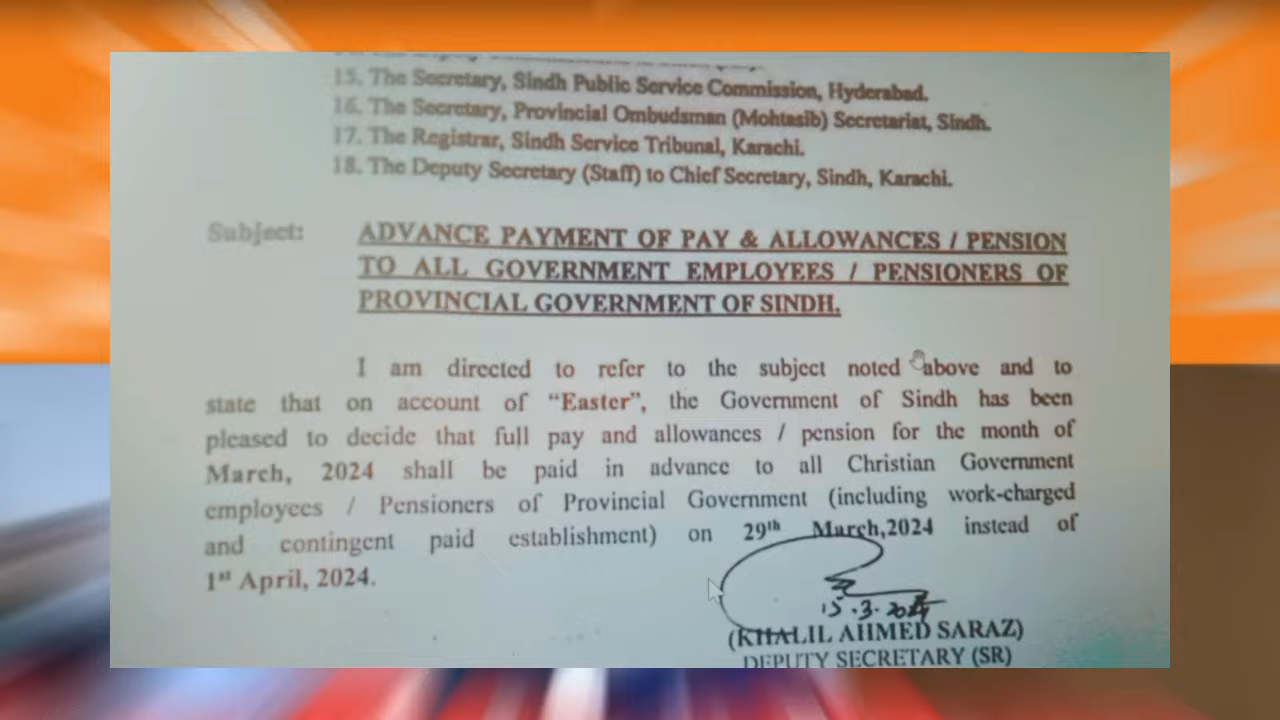 15. The Secretary, Sindh Public Service Commission, Hyderabad.
16. The Secretary, Provincial Ombudsman (Mohtasib) Secretariat, Sindh.
17. The Registrar, Sindh Service Tribunal, Karachi.
18. The Deputy Secretary (Staff) to Chief Secretary, Sindh, Karachi.
Subject: ADVANCE PAYMENT OF PAY & ALLOWANCES / PENSION
TO ALL GOVERNMENT EMPLOYEES / PENSIONERS OF
PROVINCIAL GOVERNMENT OF SINDH.
I am directed to refer to the subject noted above and to
state that on account of “Easter”, the Government of Sindh has been
pleased to decide that full pay and allowances / pension for the month of
March, 2024 shall be paid in advance to all Christian Government
employees / Pensioners of Provincial Government (including work-charged
and contingent paid establishment) on 29th March,2024 instead of
1st April, 2024.
15.3.2024
(KHALIL AHMED SARAZ)
DEPUTY SECRETARY (SR)